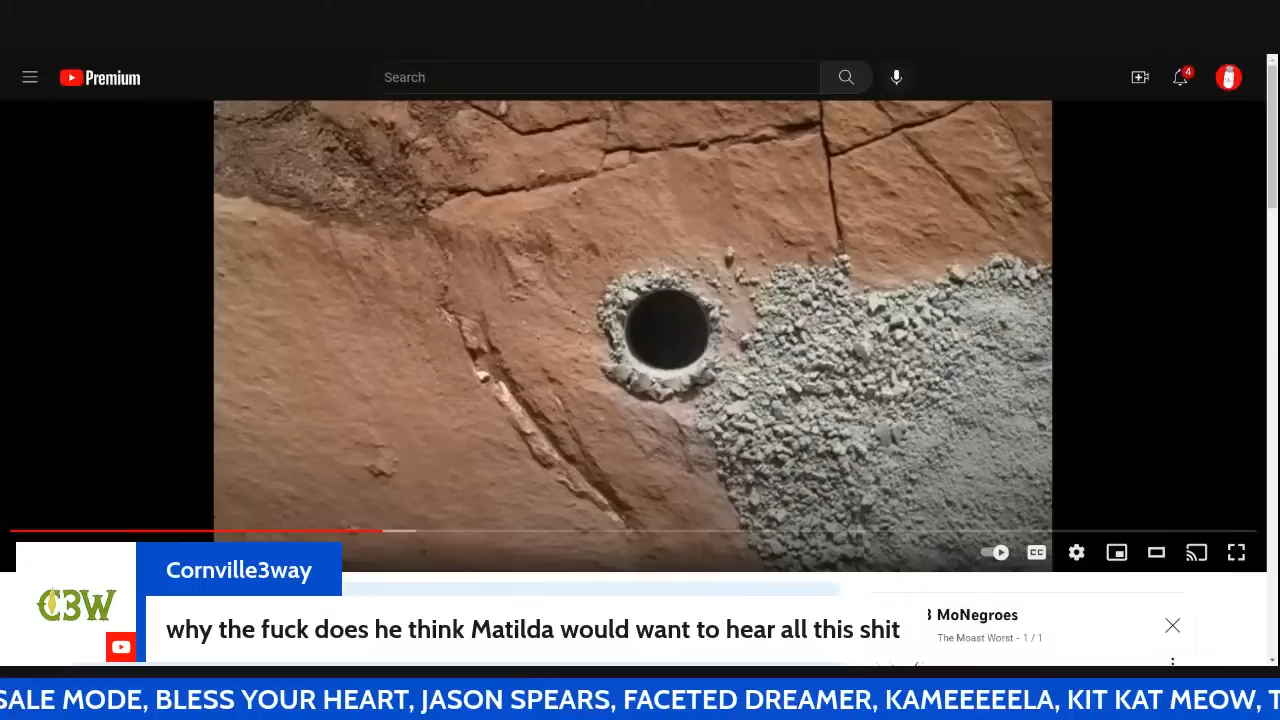 Premium
Search
4
CC
Cornville3way
C3W
why the fuck does he think Matilda would want to hear all this shit
MoNegroes
The Moast Worst - 1 / 1
SALE MODE, BLESS YOUR HEART, JASON SPEARS, FACETED DREAMER, KAMEEEEELA, KIT KAT MEOW, T